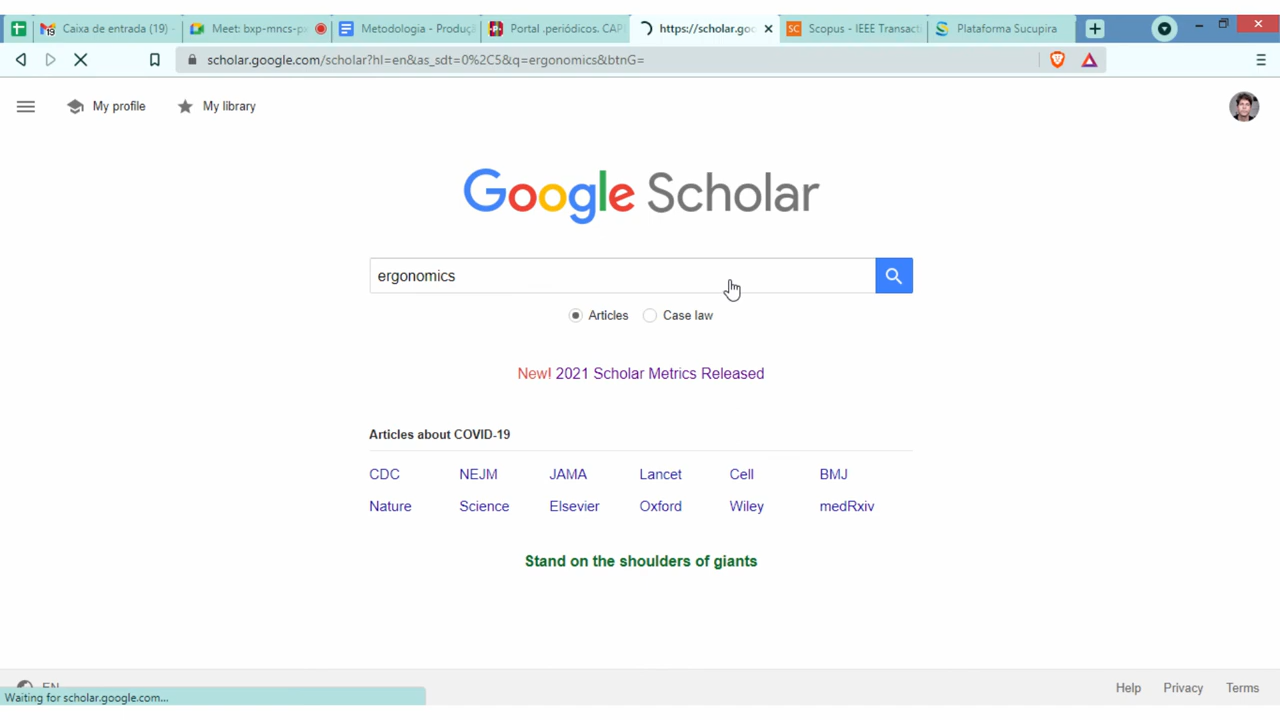 19 Caixa de entrada (19) -
Meet: bxp-mncs-p
Metodologia - Produç
Portal .periódicos. CAP
https://scholar.goo
SC Scopus - IEEE Transact
Plataforma Sucupira
scholar.google.com/scholar?hl=en&as_sdt=0%2C5&q=ergonomics&btnG=
My profile
My library
Google Scholar
ergonomics
Articles
Case law
New! 2021 Scholar Metrics Released
Articles about COVID-19
CDC NEJM JAMA Lancet Cell BMJ
Nature Science Elsevier Oxford Wiley medRxiv
Stand on the shoulders of giants
EN
Help Privacy Terms
Waiting for scholar.google.com...